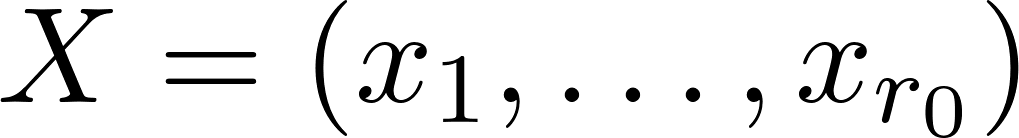 X = (x_1, . . . , x_{r_0})